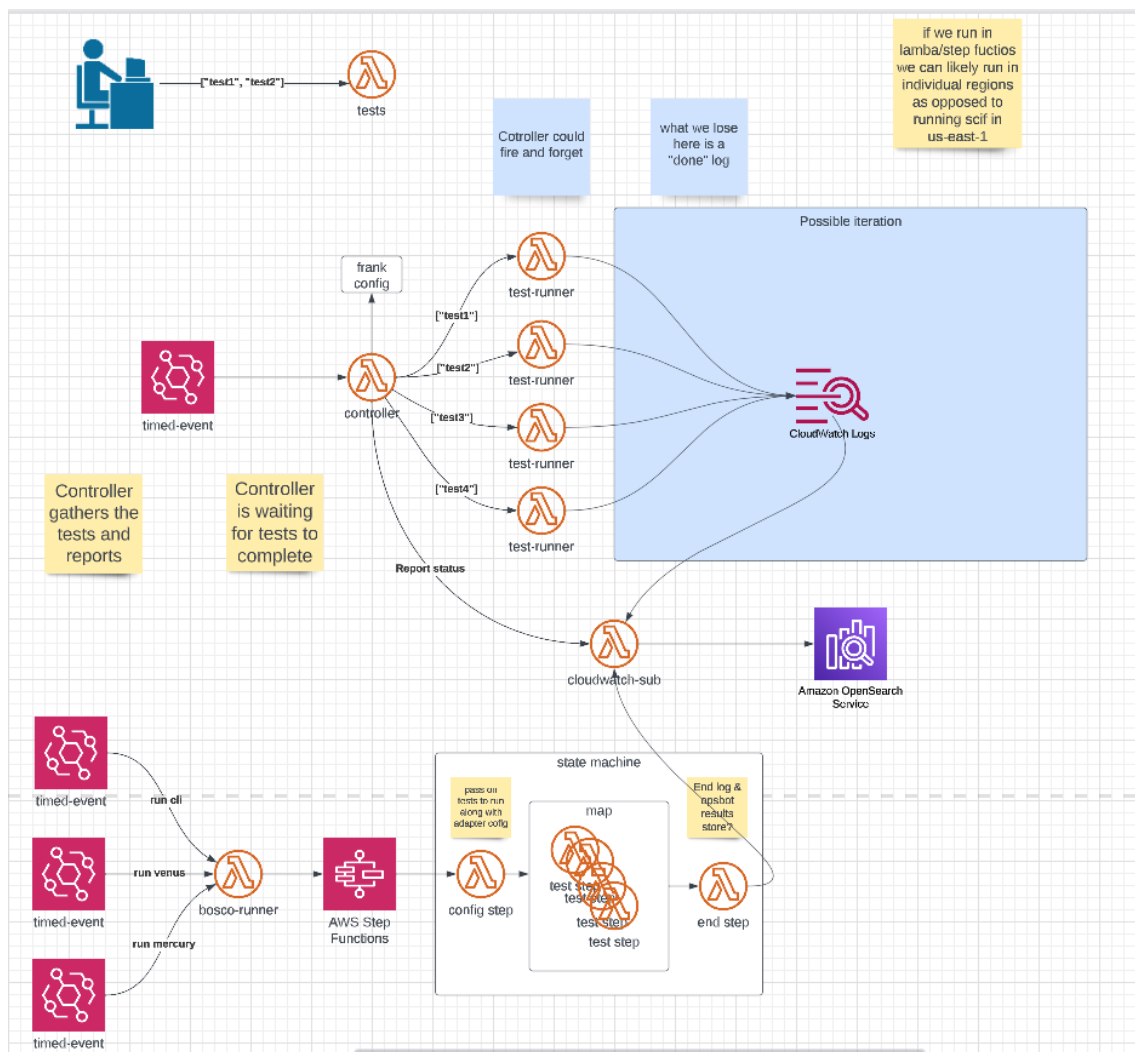 ["test1", "test2"]
tests
if we run in
lamba/step fuctios
we can likely run in
individual regions
as opposed to
running scif in
us-east-1
Cotroller could
fire and forget
what we lose
here is a
"done" log
Possible iteration
frank
config
test-runner
["test1"]
["test2"]
test-runner
timed-event
controller
["test3"]
CloudWatch Logs
test-runner
["test4"]
test-runner
Controller
gathers the
tests and
reports
Controller
is waiting
for tests to
complete
Report status
cloudwatch-sub
Amazon OpenSearch
Service
timed-event
run cli
state machine
pass on
tests to run
along with
adapter cofig
map
End log &
opsbot
results
store?
timed-event
run venus
bosco-runner
AWS Step
Functions
config step
test step
test step
test step
test step
end step
run mercury
timed-event